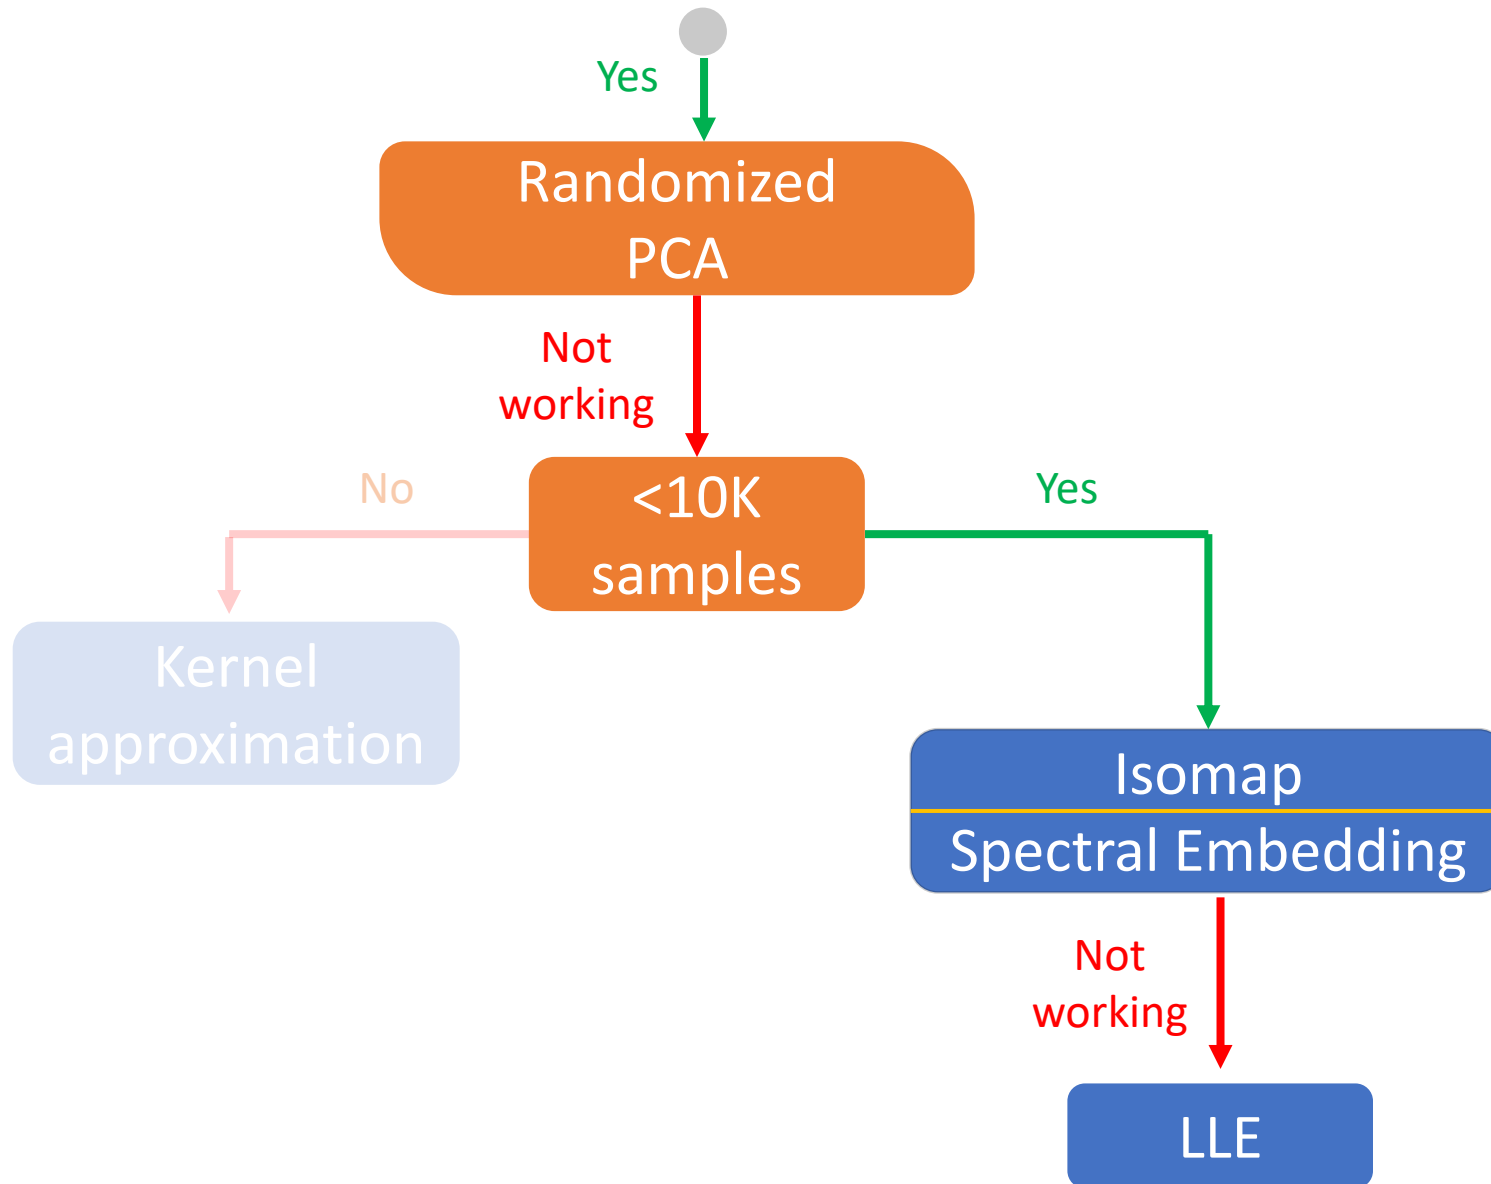 Yes
Randomized
PCA
Not
working
No
<10K
samples
Yes
Kernel
approximation
Isomap
Spectral Embedding
Not
working
LLE